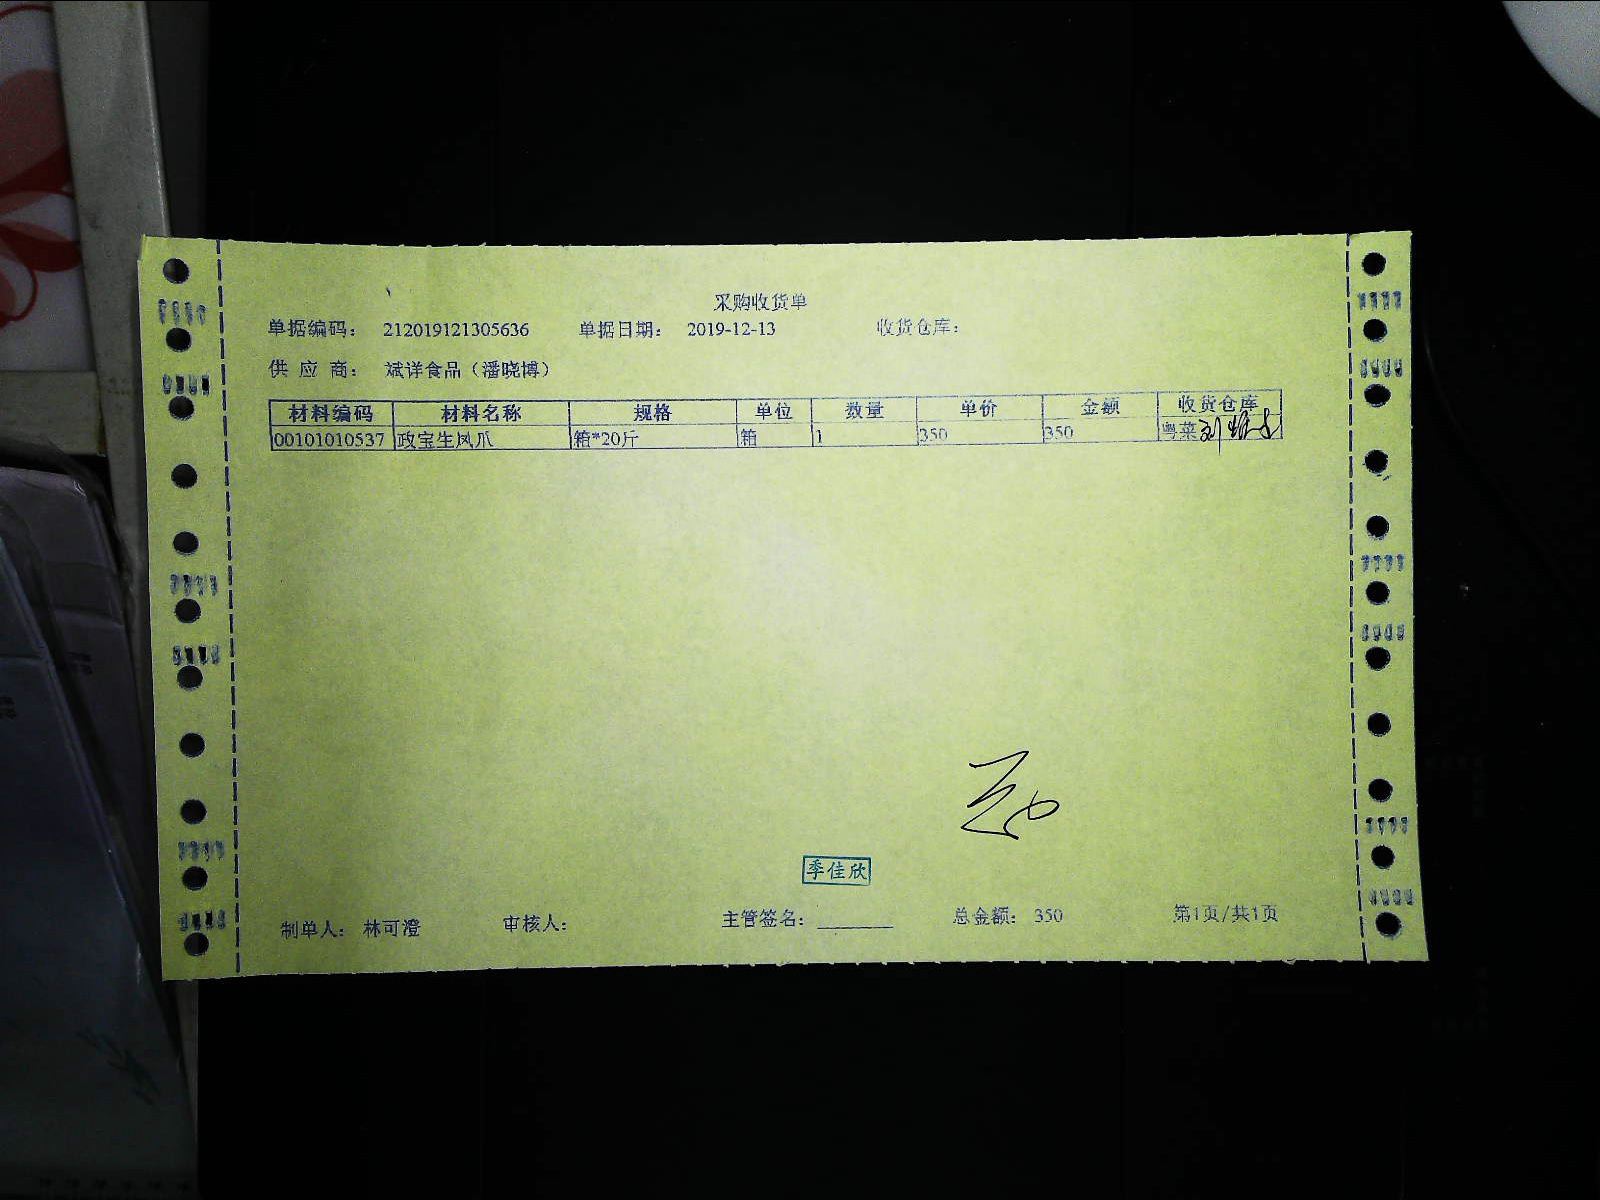 采购收货单
单据编码： 212019121305636 单据日期： 2019-12-13 收货仓库：
供 应 商： 斌详食品（潘晓博）
材料编码 材料名称 规格 单位 数量 单价 金额 收货仓库
00101010537 政宝生凤爪 箱*20斤 箱 1 350 350 粤菜
季佳欣
制单人： 林可澄 审核人： 主管签名： 总金额： 350 第1页/共1页